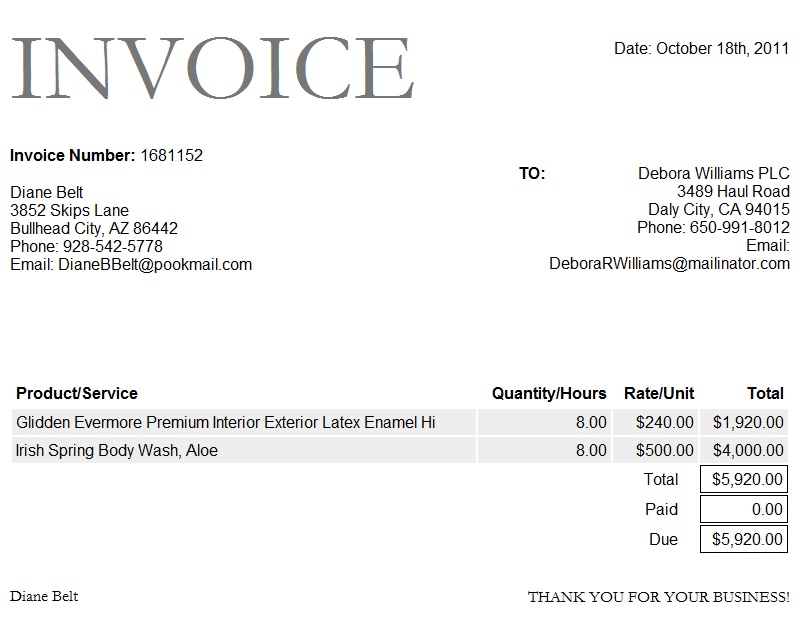 INVOICE
Date: October 18th, 2011
Invoice Number: 1681152
Diane Belt
3852 Skips Lane
Bullhead City, AZ 86442
Phone: 928-542-5778
Email: DianeBBelt@pookmail.com
TO: Debora Williams PLC
3489 Haul Road
Daly City, CA 94015
Phone: 650-991-8012
Email:
DeboraRWilliams@mailinator.com
Product/Service Quantity/Hours Rate/Unit Total
Glidden Evermore Premium Interior Exterior Latex Enamel Hi 8.00 $240.00 $1,920.00
Irish Spring Body Wash, Aloe 8.00 $500.00 $4,000.00
Total $5,920.00
Paid 0.00
Due $5,920.00
Diane Belt THANK YOU FOR YOUR BUSINESS!